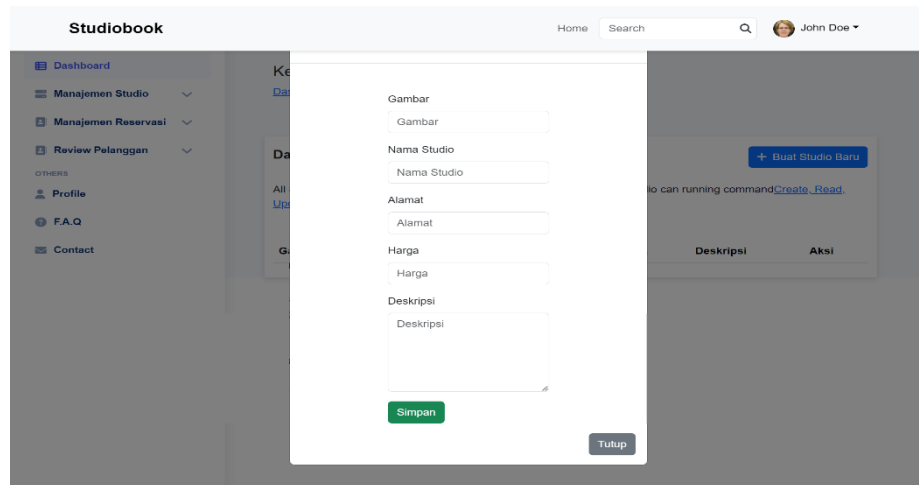 Studiobook
Home
Search
John Doe
Dashboard
Manajemen Studio
Manajemen Reservasi
Review Pelanggan
OTHERS
Profile
F.A.Q
Contact
Ke
Da
Gambar
Gambar
Nama Studio
Nama Studio
Alamat
Alamat
Harga
Harga
Deskripsi
Deskripsi
Simpan
Tutup
+ Buat Studio Baru
All
io can running commandCreate, Read,
Deskripsi
Aksi